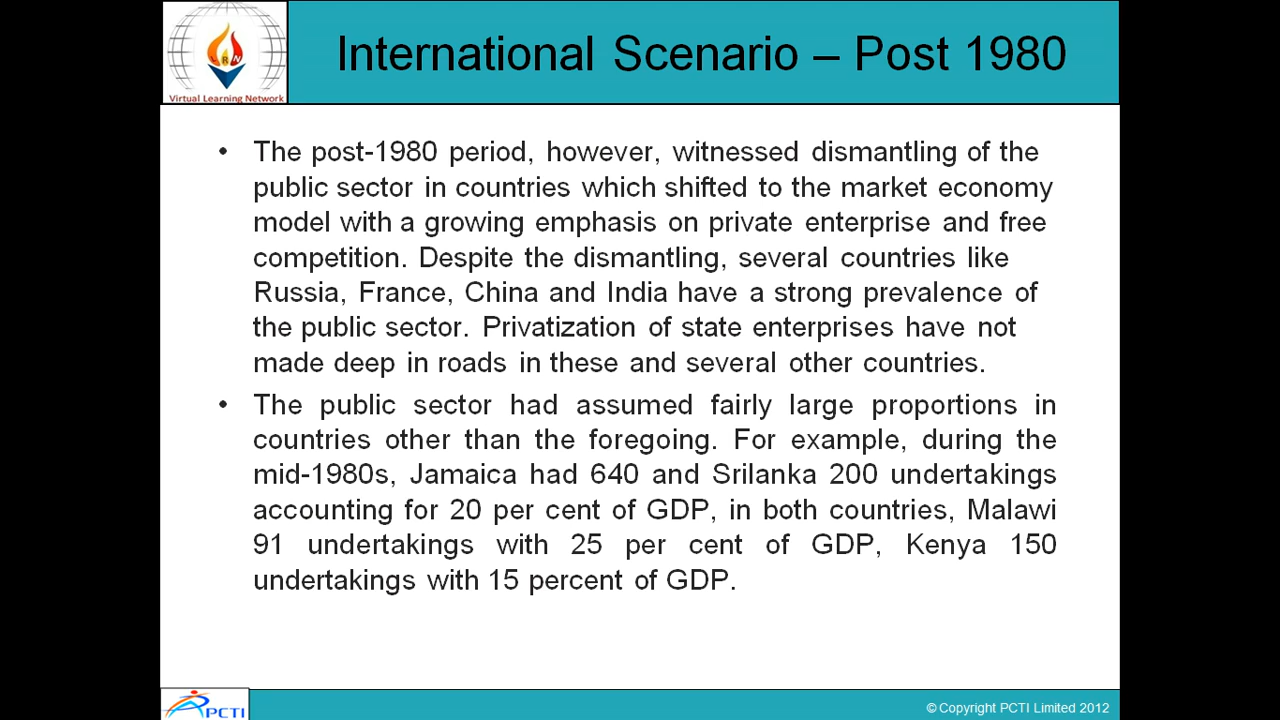 International Scenario – Post 1980
LRN
Virtual Learning Network
• The post-1980 period, however, witnessed dismantling of the
public sector in countries which shifted to the market economy
model with a growing emphasis on private enterprise and free
competition. Despite the dismantling, several countries like
Russia, France, China and India have a strong prevalence of
the public sector. Privatization of state enterprises have not
made deep in roads in these and several other countries.
• The public sector had assumed fairly large proportions in
countries other than the foregoing. For example, during the
mid-1980s, Jamaica had 640 and Srilanka 200 undertakings
accounting for 20 per cent of GDP, in both countries, Malawi
91 undertakings with 25 per cent of GDP, Kenya 150
undertakings with 15 percent of GDP.
PCTI
© Copyright PCTI Limited 2012